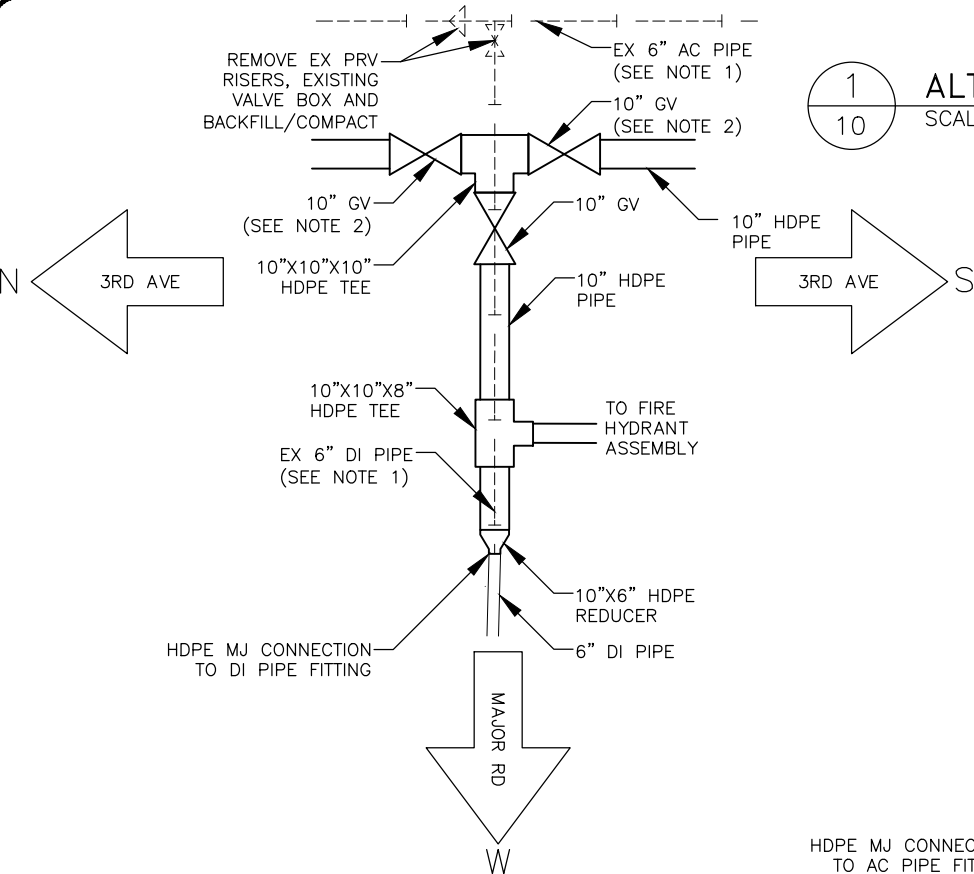 REMOVE EX PRV
RISERS, EXISTING
VALVE BOX AND
BACKFILL/COMPACT
EX 6" AC PIPE
(SEE NOTE 1)
10" GV
(SEE NOTE 2)
1
10
ALT
SCAL
10" GV
(SEE NOTE 2)
10" GV
10" HDPE
PIPE
10"X10"X10"
HDPE TEE
N
3RD AVE
3RD AVE
S
10" HDPE
PIPE
10"X10"X8"
HDPE TEE
TO FIRE
HYDRANT
ASSEMBLY
EX 6" DI PIPE
(SEE NOTE 1)
10"X6" HDPE
REDUCER
HDPE MJ CONNECTION
TO DI PIPE FITTING
6" DI PIPE
MAJOR RD
W
HDPE MJ CONNEC
TO AC PIPE FIT